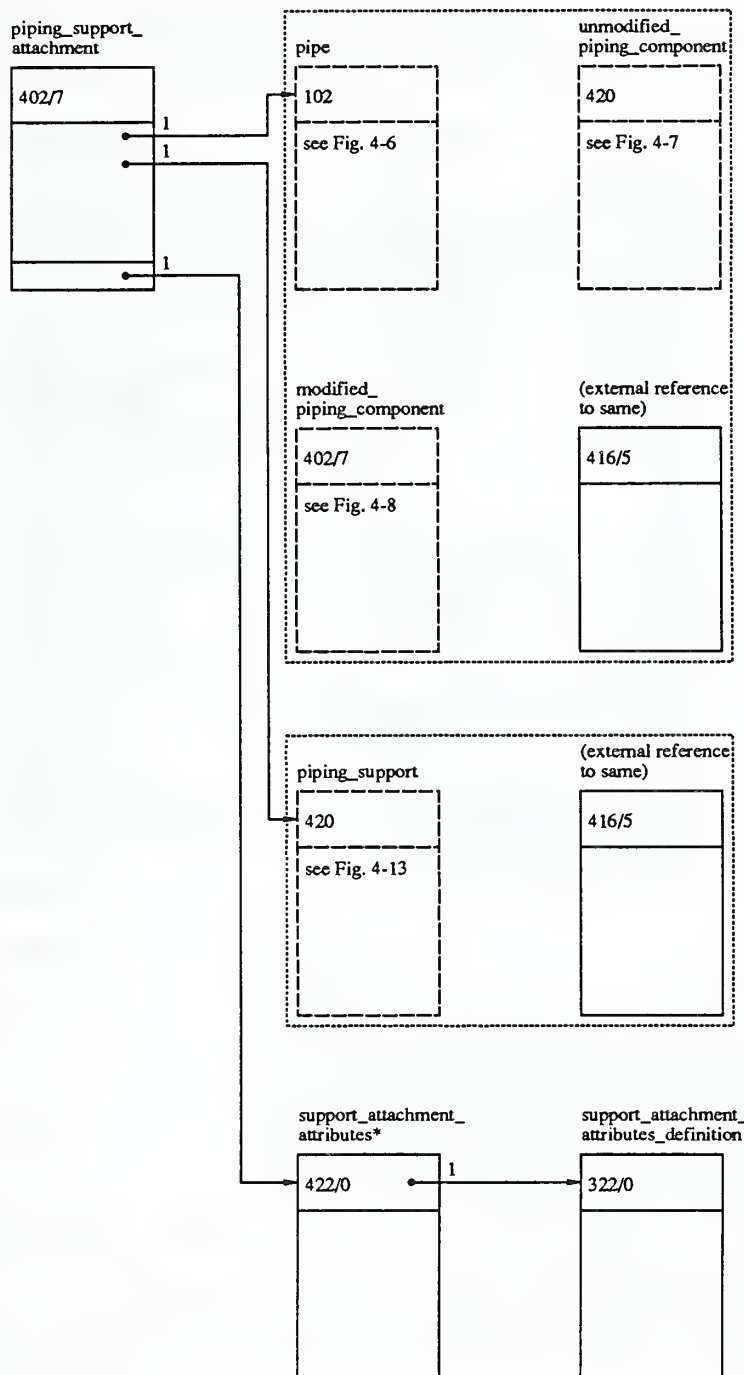 piping_support_
attachment
402/7
1
1
1
pipe
102
see Fig. 4-6
unmodified_
piping_component
420
see Fig. 4-7
modified_
piping_component
402/7
see Fig. 4-8
(external reference
to same)
416/5
piping_support
420
see Fig. 4-13
(external reference
to same)
416/5
support_attachment_
attributes*
422/0
1
support_attachment_
attributes_definition
322/0